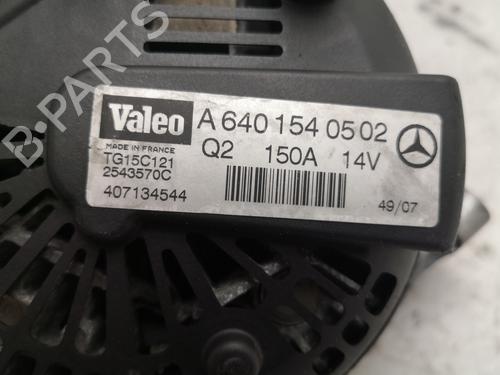 B-PARTS
Valeo A 640 154 05 02
MADE IN FRANCE Q2 150A 14V
TG15C121
2543570C
407134544 49/07